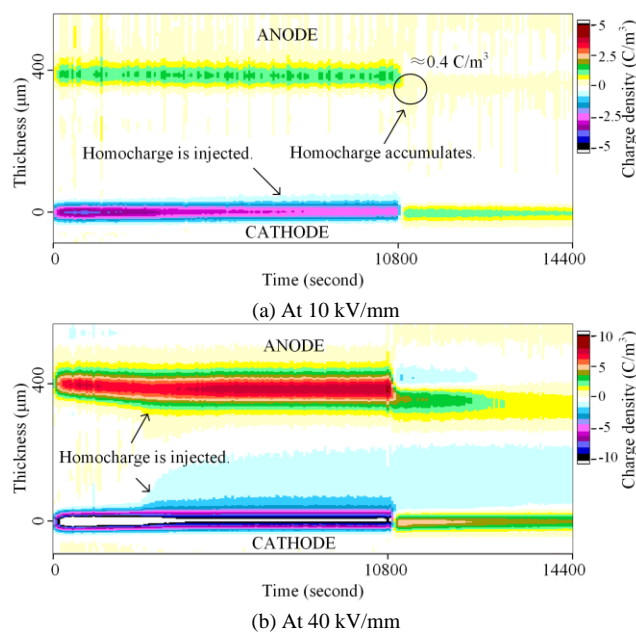 ANODE
≈0.4 C/m³
400
Thickness (μm)
Homocharge is injected.
Homocharge accumulates.
0
CATHODE
0
10800
14400
Time (second)
5
2.5
0
-2.5
-5
Charge density (C/m³)
(a) At 10 kV/mm
ANODE
400
Thickness (μm)
Homocharge is injected.
0
CATHODE
0
10800
14400
Time (second)
10
5
0
-5
-10
Charge density (C/m³)
(b) At 40 kV/mm